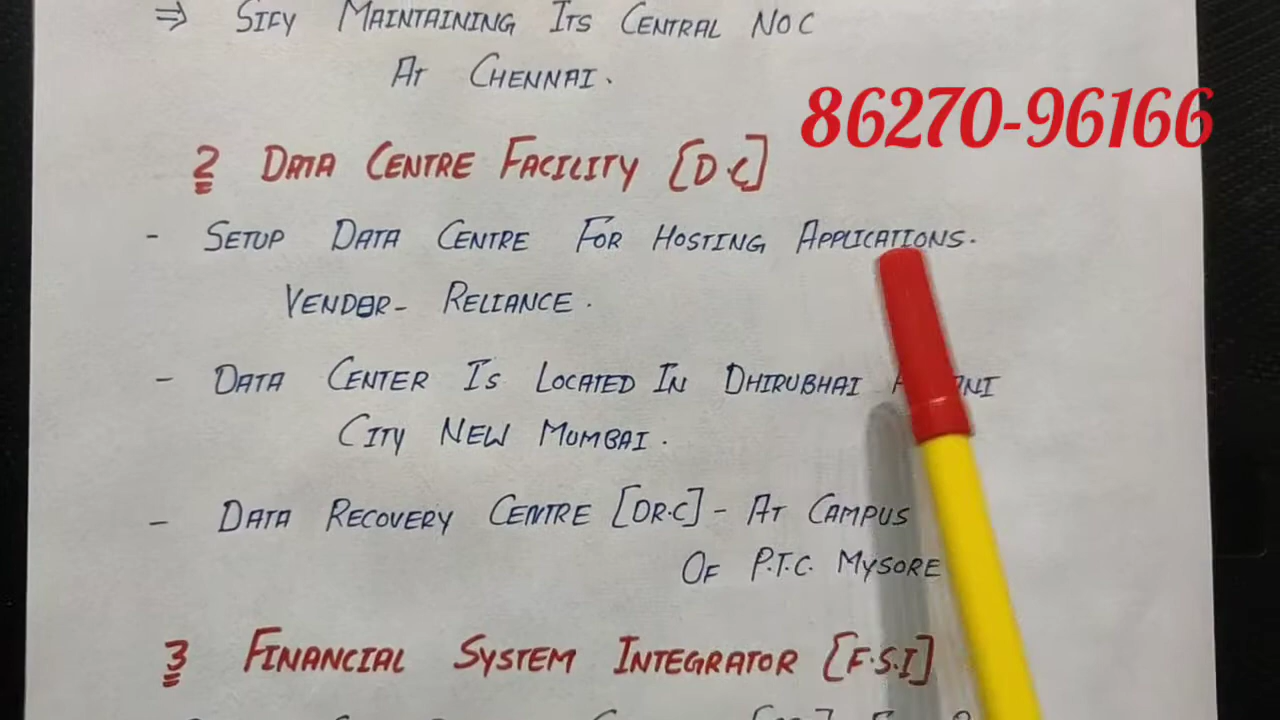 ⇒ SIFY MAINTAINING ITS CENTRAL NOC
AT CHENNAI.
86270-96166
2 DATA CENTRE FACILITY [D.C]
- SETUP DATA CENTRE FOR HOSTING APPLICATIONS.
VENDOR- RELIANCE.
- DATA CENTER IS LOCATED IN DHIRUBHAI
CITY NEW MUMBAI.
- DATA RECOVERY CENTRE [DR.C] - AT CAMPUS
OF P.T.C. MYSORE
3 FINANCIAL SYSTEM INTEGRATOR [F.S.I]